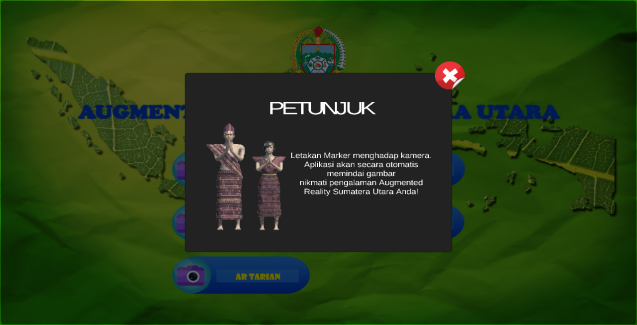 AUGMENT
A UTARA
PETUNJUK
Letakan Marker menghadap kamera.
Aplikasi akan secara otomatis
memindai gambar
nikmati pengalaman Augmented
Reality Sumatera Utara Anda!
AR TARIAN